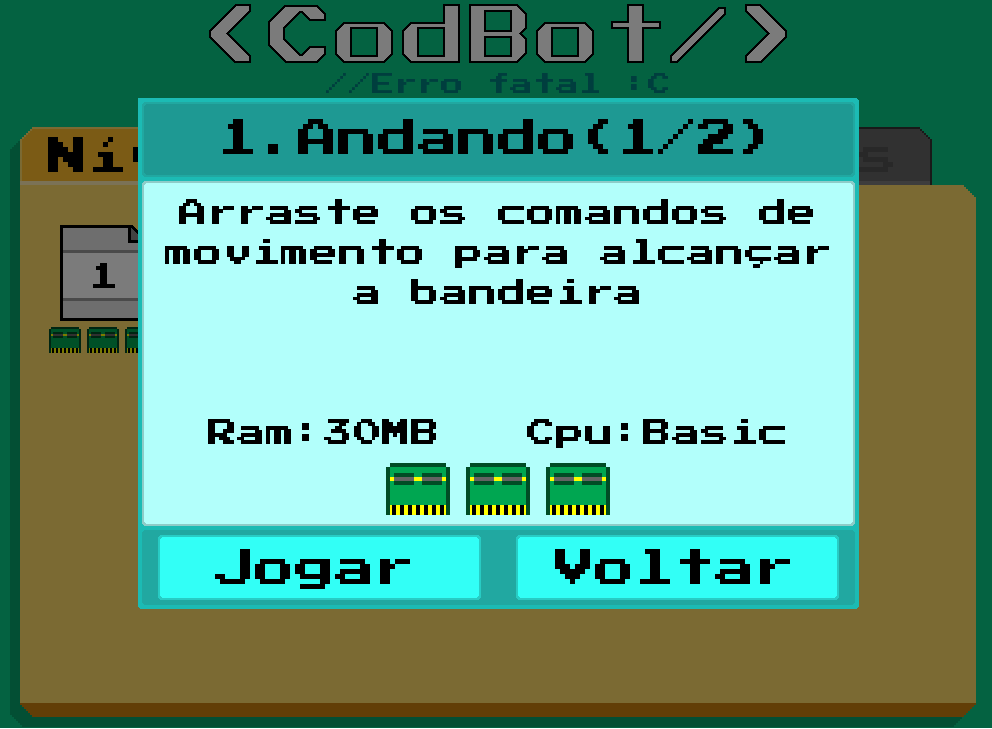 <CodBot/>
//Erro fatal :C
1.Andando(1/2)
Arraste os comandos de
movimento para alcançar
a bandeira
1
Ram:30MB Cpu:Basic
Jogar Voltar